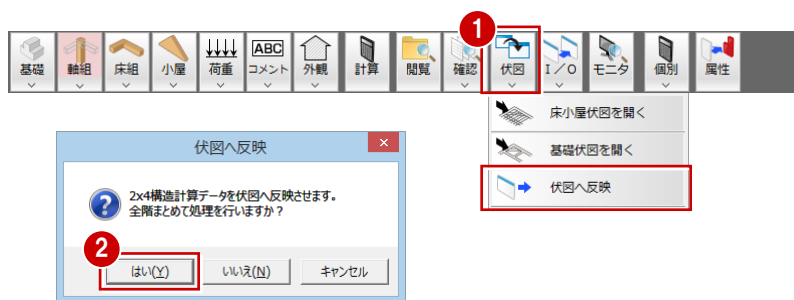 1
基礎
軸組
床組
小屋
荷重
ABC
コメント
外観
計算
閲覧
確認
伏図
I/O
モニタ
個別
属性
床小屋伏図を開く
基礎伏図を開く
伏図へ反映
伏図へ反映
2x4構造計算データを伏図へ反映させます。
全階まとめて処理を行いますか?
2
はい(Y)
いいえ(N)
キャンセル